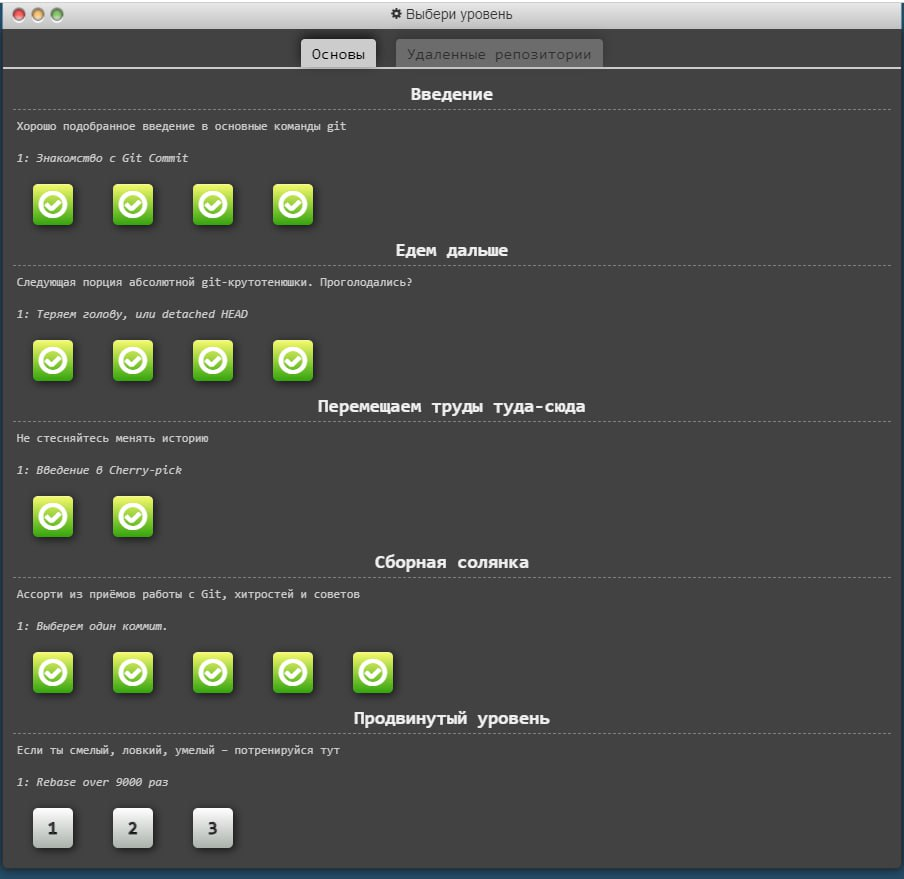 Выбери уровень
Основы
Удаленные репозитории
Введение
Хорошо подобранное введение в основные команды git
1: Знакомство с Git Commit
Едем дальше
Следующая порция абсолютной git-крутотенюшки. Проголодались?
1: Теряем голову, или detached HEAD
Перемещаем труды туда-сюда
Не стесняйтесь менять историю
1: Введение в Cherry-pick
Сборная солянка
Ассорти из приёмов работы с Git, хитростей и советов
1: Выберем один коммит.
Продвинутый уровень
Если ты смелый, ловкий, умелый – потренируйся тут
1: Rebase over 9000 раз
1 2 3